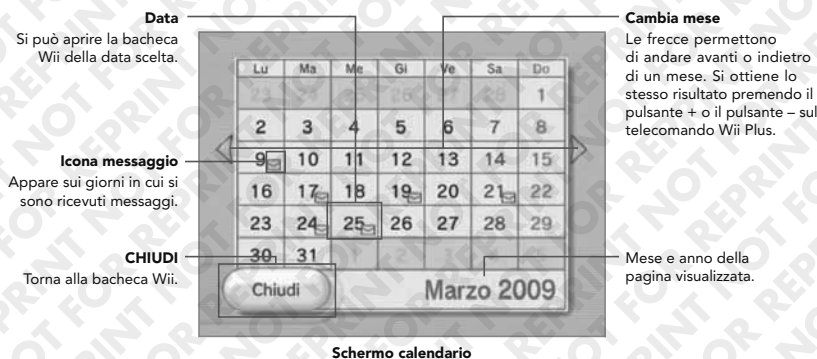 Data
Si può aprire la bacheca
Wii della data scelta.
Icona messaggio
Appare sui giorni in cui si
sono ricevuti messaggi.
CHIUDI
Torna alla bacheca Wii.
Lu Ma Me Gi Ve Sa Do
1
2 3 4 5 6 7 8
9 10 11 12 13 14 15
16 17 18 19 20 21 22
23 24 25 26 27 28 29
30 31
Chiudi Marzo 2009
Cambia mese
Le frecce permettono
di andare avanti o indietro
di un mese. Si ottiene lo
stesso risultato premendo il
pulsante + o il pulsante – sul
telecomando Wii Plus.
Mese e anno della
pagina visualizzata.
Schermo calendario
NOT FOR REPRINT